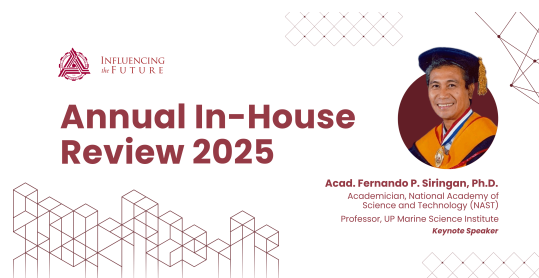 INFLUENCING
the FUTURE
Annual In-House
Review 2025
Acad. Fernando P. Siringan, Ph.D.
Academician, National Academy of
Science and Technology (NAST)
Professor, UP Marine Science Institute
Keynote Speaker